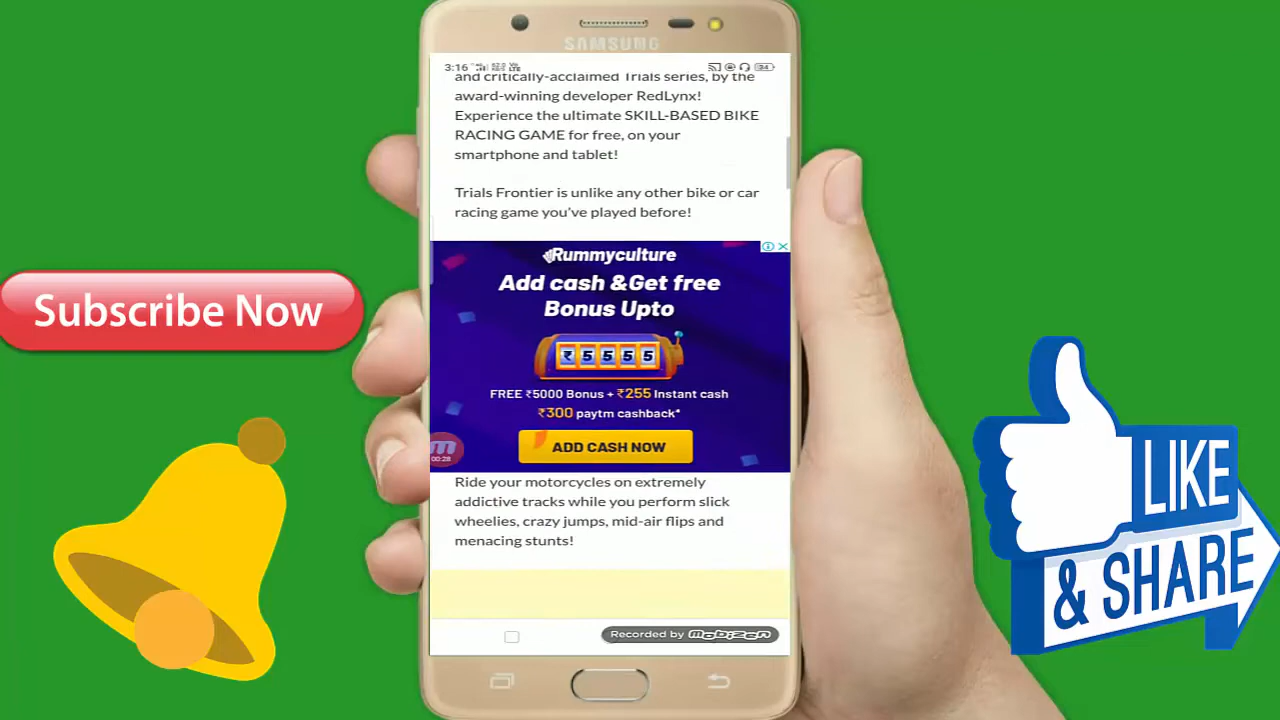 SAMSUNG
3:16
and critically-acclaimed Trials series, by the
award-winning developer RedLynx!
Experience the ultimate SKILL-BASED BIKE
RACING GAME for free, on your
smartphone and tablet!
Trials Frontier is unlike any other bike or car
racing game you've played before!
Rummyculture
Add cash &Get free
Bonus Upto
₹5555
FREE ₹5000 Bonus + ₹255 Instant cash
₹300 paytm cashback*
ADD CASH NOW
00:28
Ride your motorcycles on extremely
addictive tracks while you perform slick
wheelies, crazy jumps, mid-air flips and
menacing stunts!
Recorded by mobizen
Subscribe Now
LIKE
& SHARE